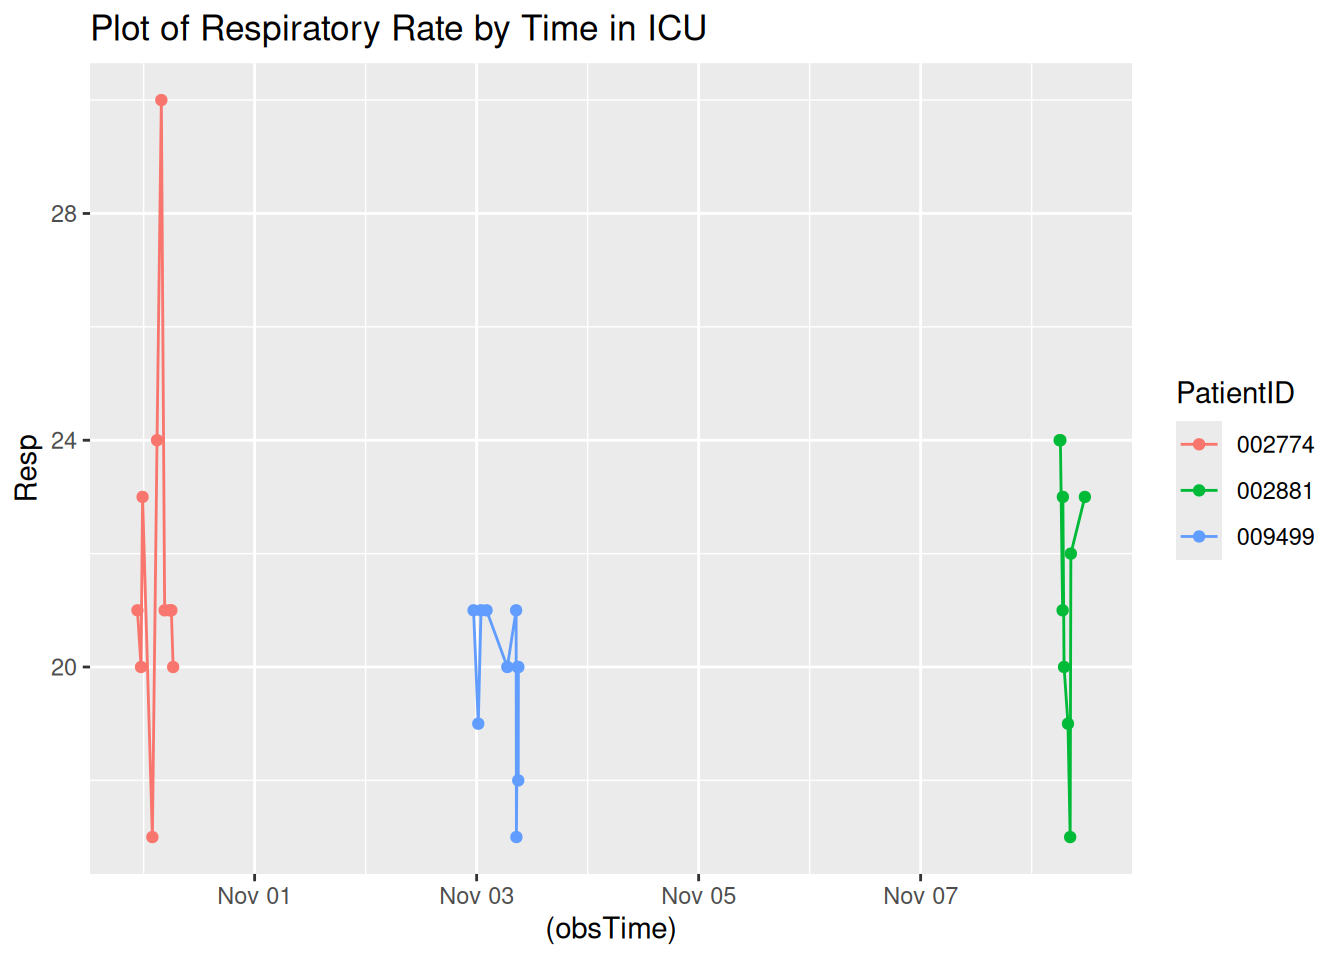 Plot of Respiratory Rate by Time in ICU
28
24
20
Resp
Nov 01
Nov 03
Nov 05
Nov 07
(obsTime)
PatientID
002774
002881
009499